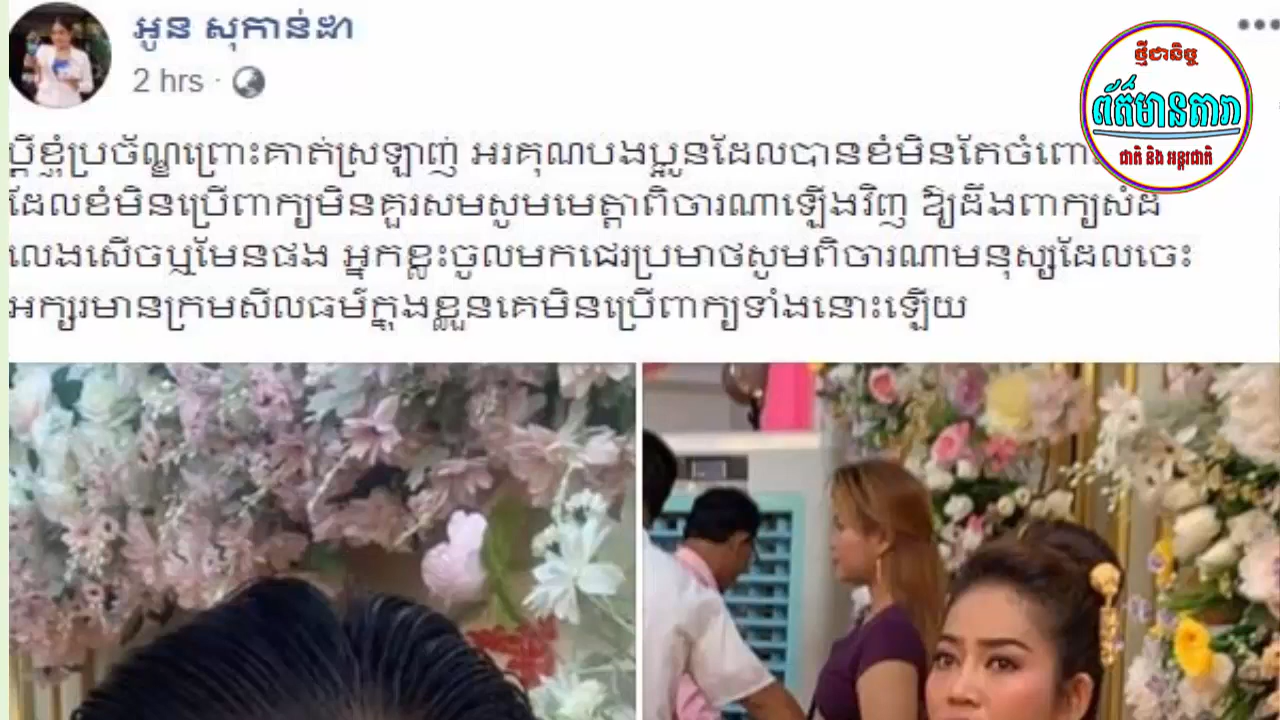 អូន សុកាន់ដា
2 hrs ·
ថ្មីជានិច្ច
ព័ត៌មានតារា
ជាតិ និង អន្តរជាតិ
ប្ដីខ្ញុំប្រច័ណ្ឌព្រោះគាត់ស្រឡាញ់ អរគុណបងប្អូនដែលបានខំមិនតែចំពោ
ដែលខំមិនប្រើពាក្យមិនគួរសមសូមមេត្តាពិចារណាឡើងវិញ ឱ្យដឹងពាក្យសំដី
លេងសើចឬមែនផង អ្នកខ្លះចូលមកជេរប្រមាថសូមពិចារណាមនុស្សដែលចេះ
អក្សរមានក្រមសីលធម៌ក្នុងខ្លួនគេមិនប្រើពាក្យទាំងនោះឡើយ